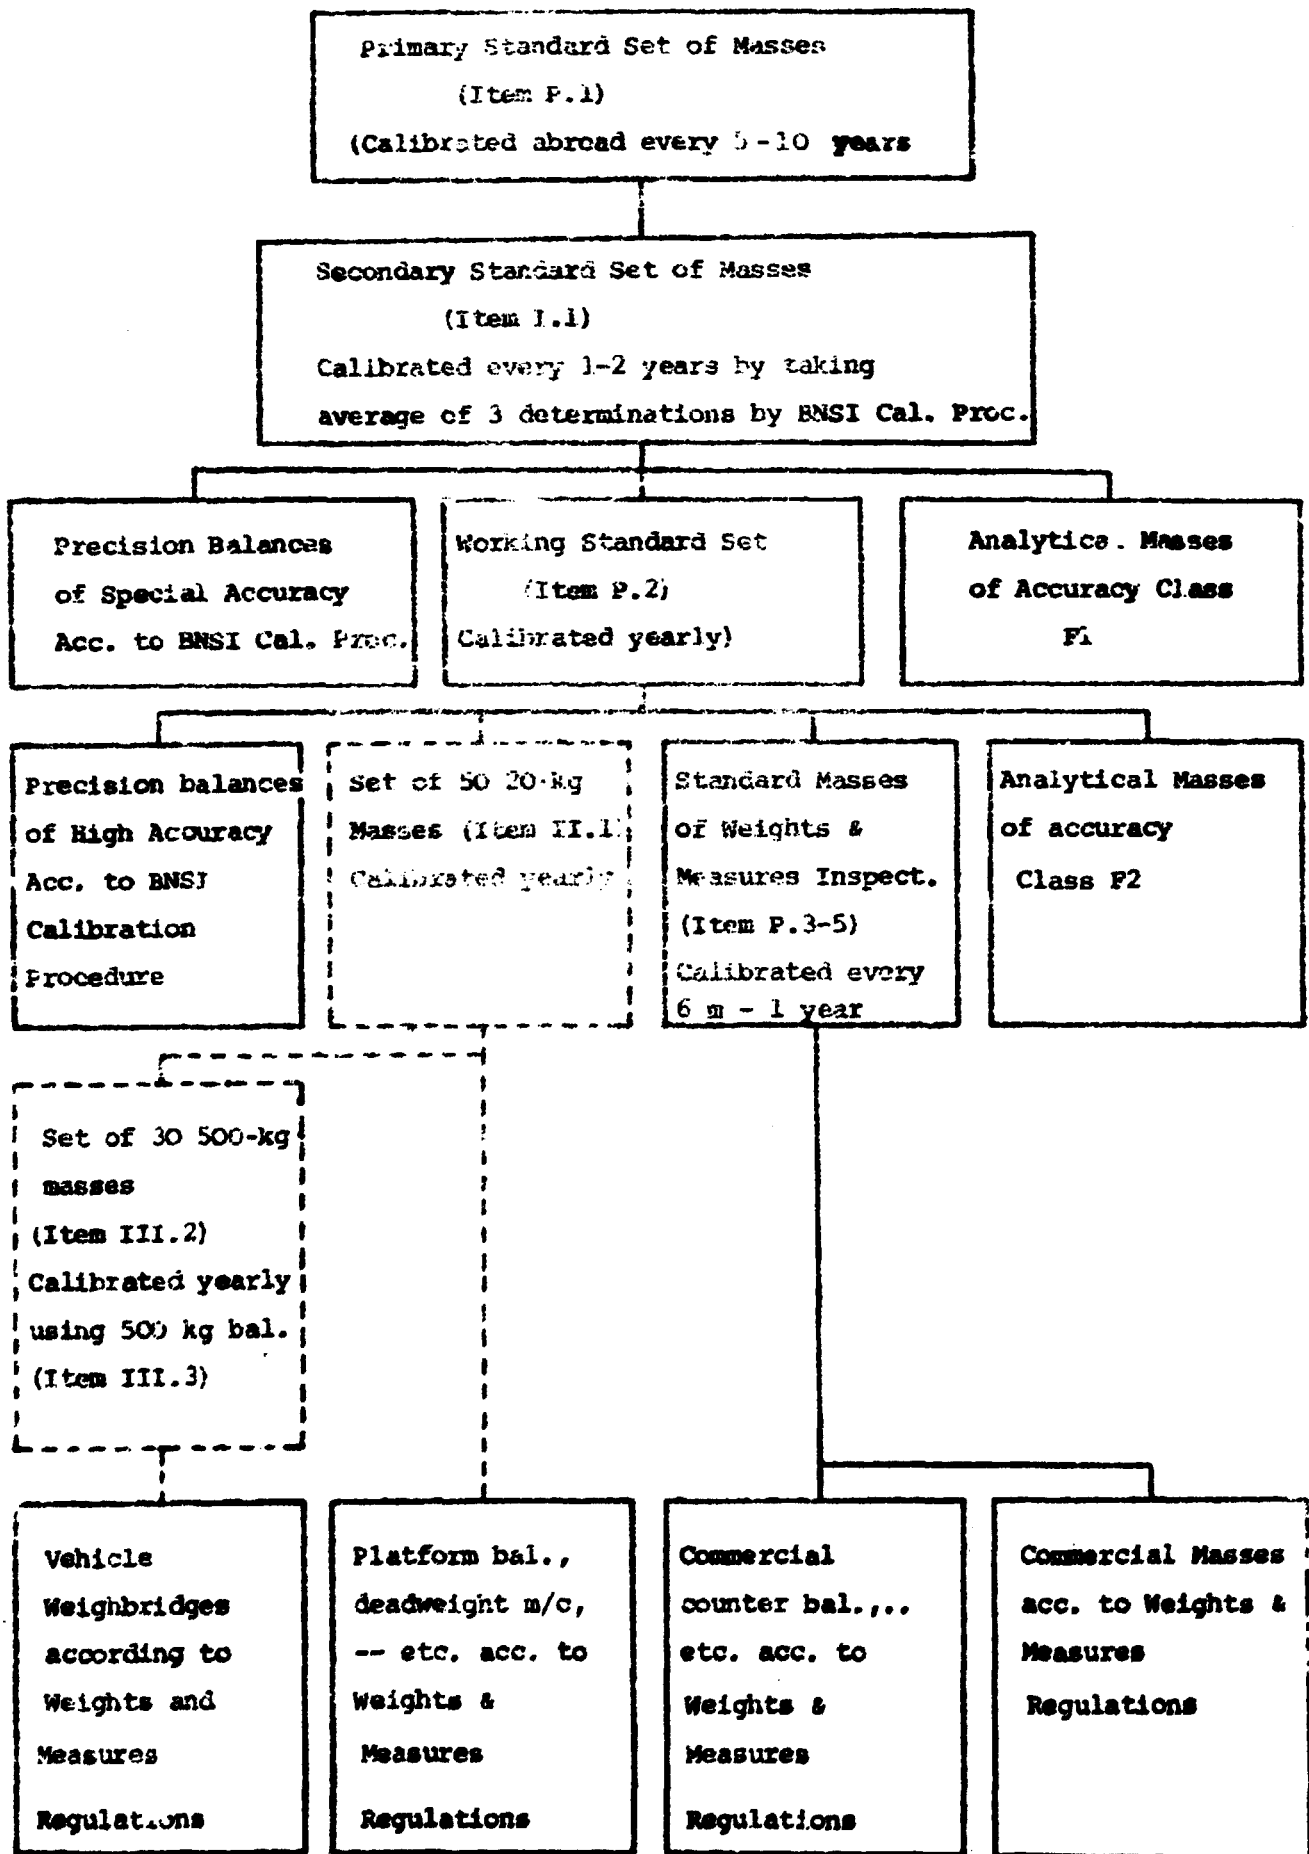 Primary Standard Set of Masses
(Item P.1)
(Calibrated abroad every 5-10 years
Secondary Standard Set of Masses
(Item I.1)
Calibrated every 1-2 years by taking
average of 3 determinations by BNSI Cal. Proc.
Precision Balances
of Special Accuracy
Acc. to BNSI Cal. Proc.
Working Standard Set
(Item P.2)
Calibrated yearly)
Analytica. Masses
of Accuracy Class
F1
Precision balances
of High Accuracy
Acc. to BNSI
Calibration
Procedure
Set of 50 20-kg
Masses (Item II.1)
Calibrated yearly
Standard Masses
of Weights &
Measures Inspect.
(Item P.3-5)
Calibrated every
6 m - 1 year
Analytical Masses
of accuracy
Class F2
Set of 30 500-kg
masses
(Item III.2)
Calibrated yearly
using 500 kg bal.
(Item III.3)
Vehicle
Weighbridges
according to
Weights and
Measures
Regulations
Platform bal.,
deadweight m/c,
-- etc. acc. to
Weights &
Measures
Regulations
Commercial
counter bal.,..
etc. acc. to
Weights &
Measures
Regulations
Commercial Masses
acc. to Weights &
Measures
Regulations